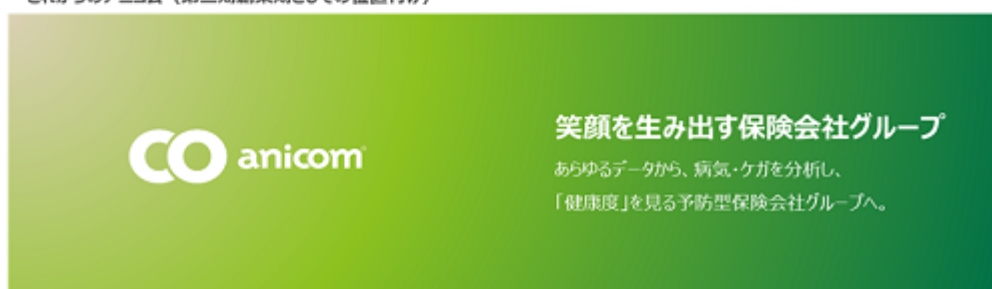 anicom
笑顔を生み出す保険会社グループ
あらゆるデータから、病気・ケガを分析し、
「健康度」を見る予防型保険会社グループへ。